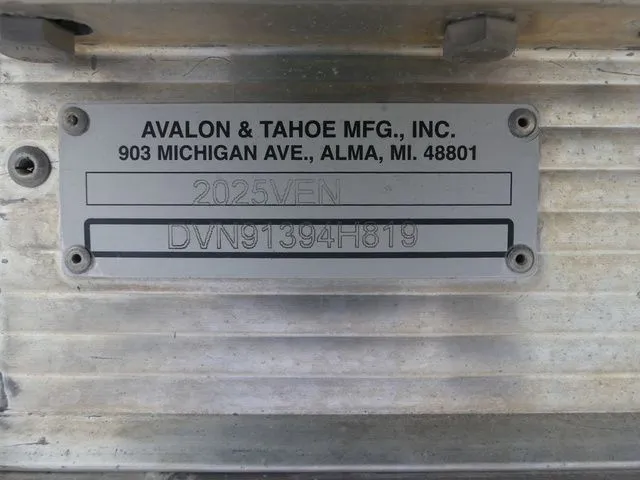 AVALON & TAHOE MFG., INC.
903 MICHIGAN AVE., ALMA, MI. 48801
2025VEN
DVN91394H819